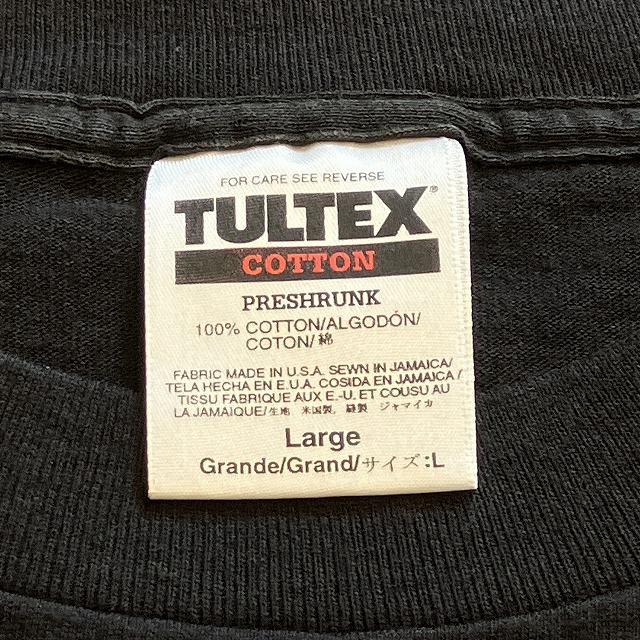 FOR CARE SEE REVERSE
TULTEX®
COTTON
PRESHRUNK
100% COTTON/ALGODÓN/
COTON/綿
FABRIC MADE IN U.S.A. SEWN IN JAMAICA/
TELA HECHA EN E.U.A. COSIDA EN JAMAICA/
TISSU FABRIQUE AUX E.-U. ET COUSU AU
LA JAMAIQUE/生地 米国製, 縫製 ジャマイカ
Large
Grande/Grand/サイズ:L